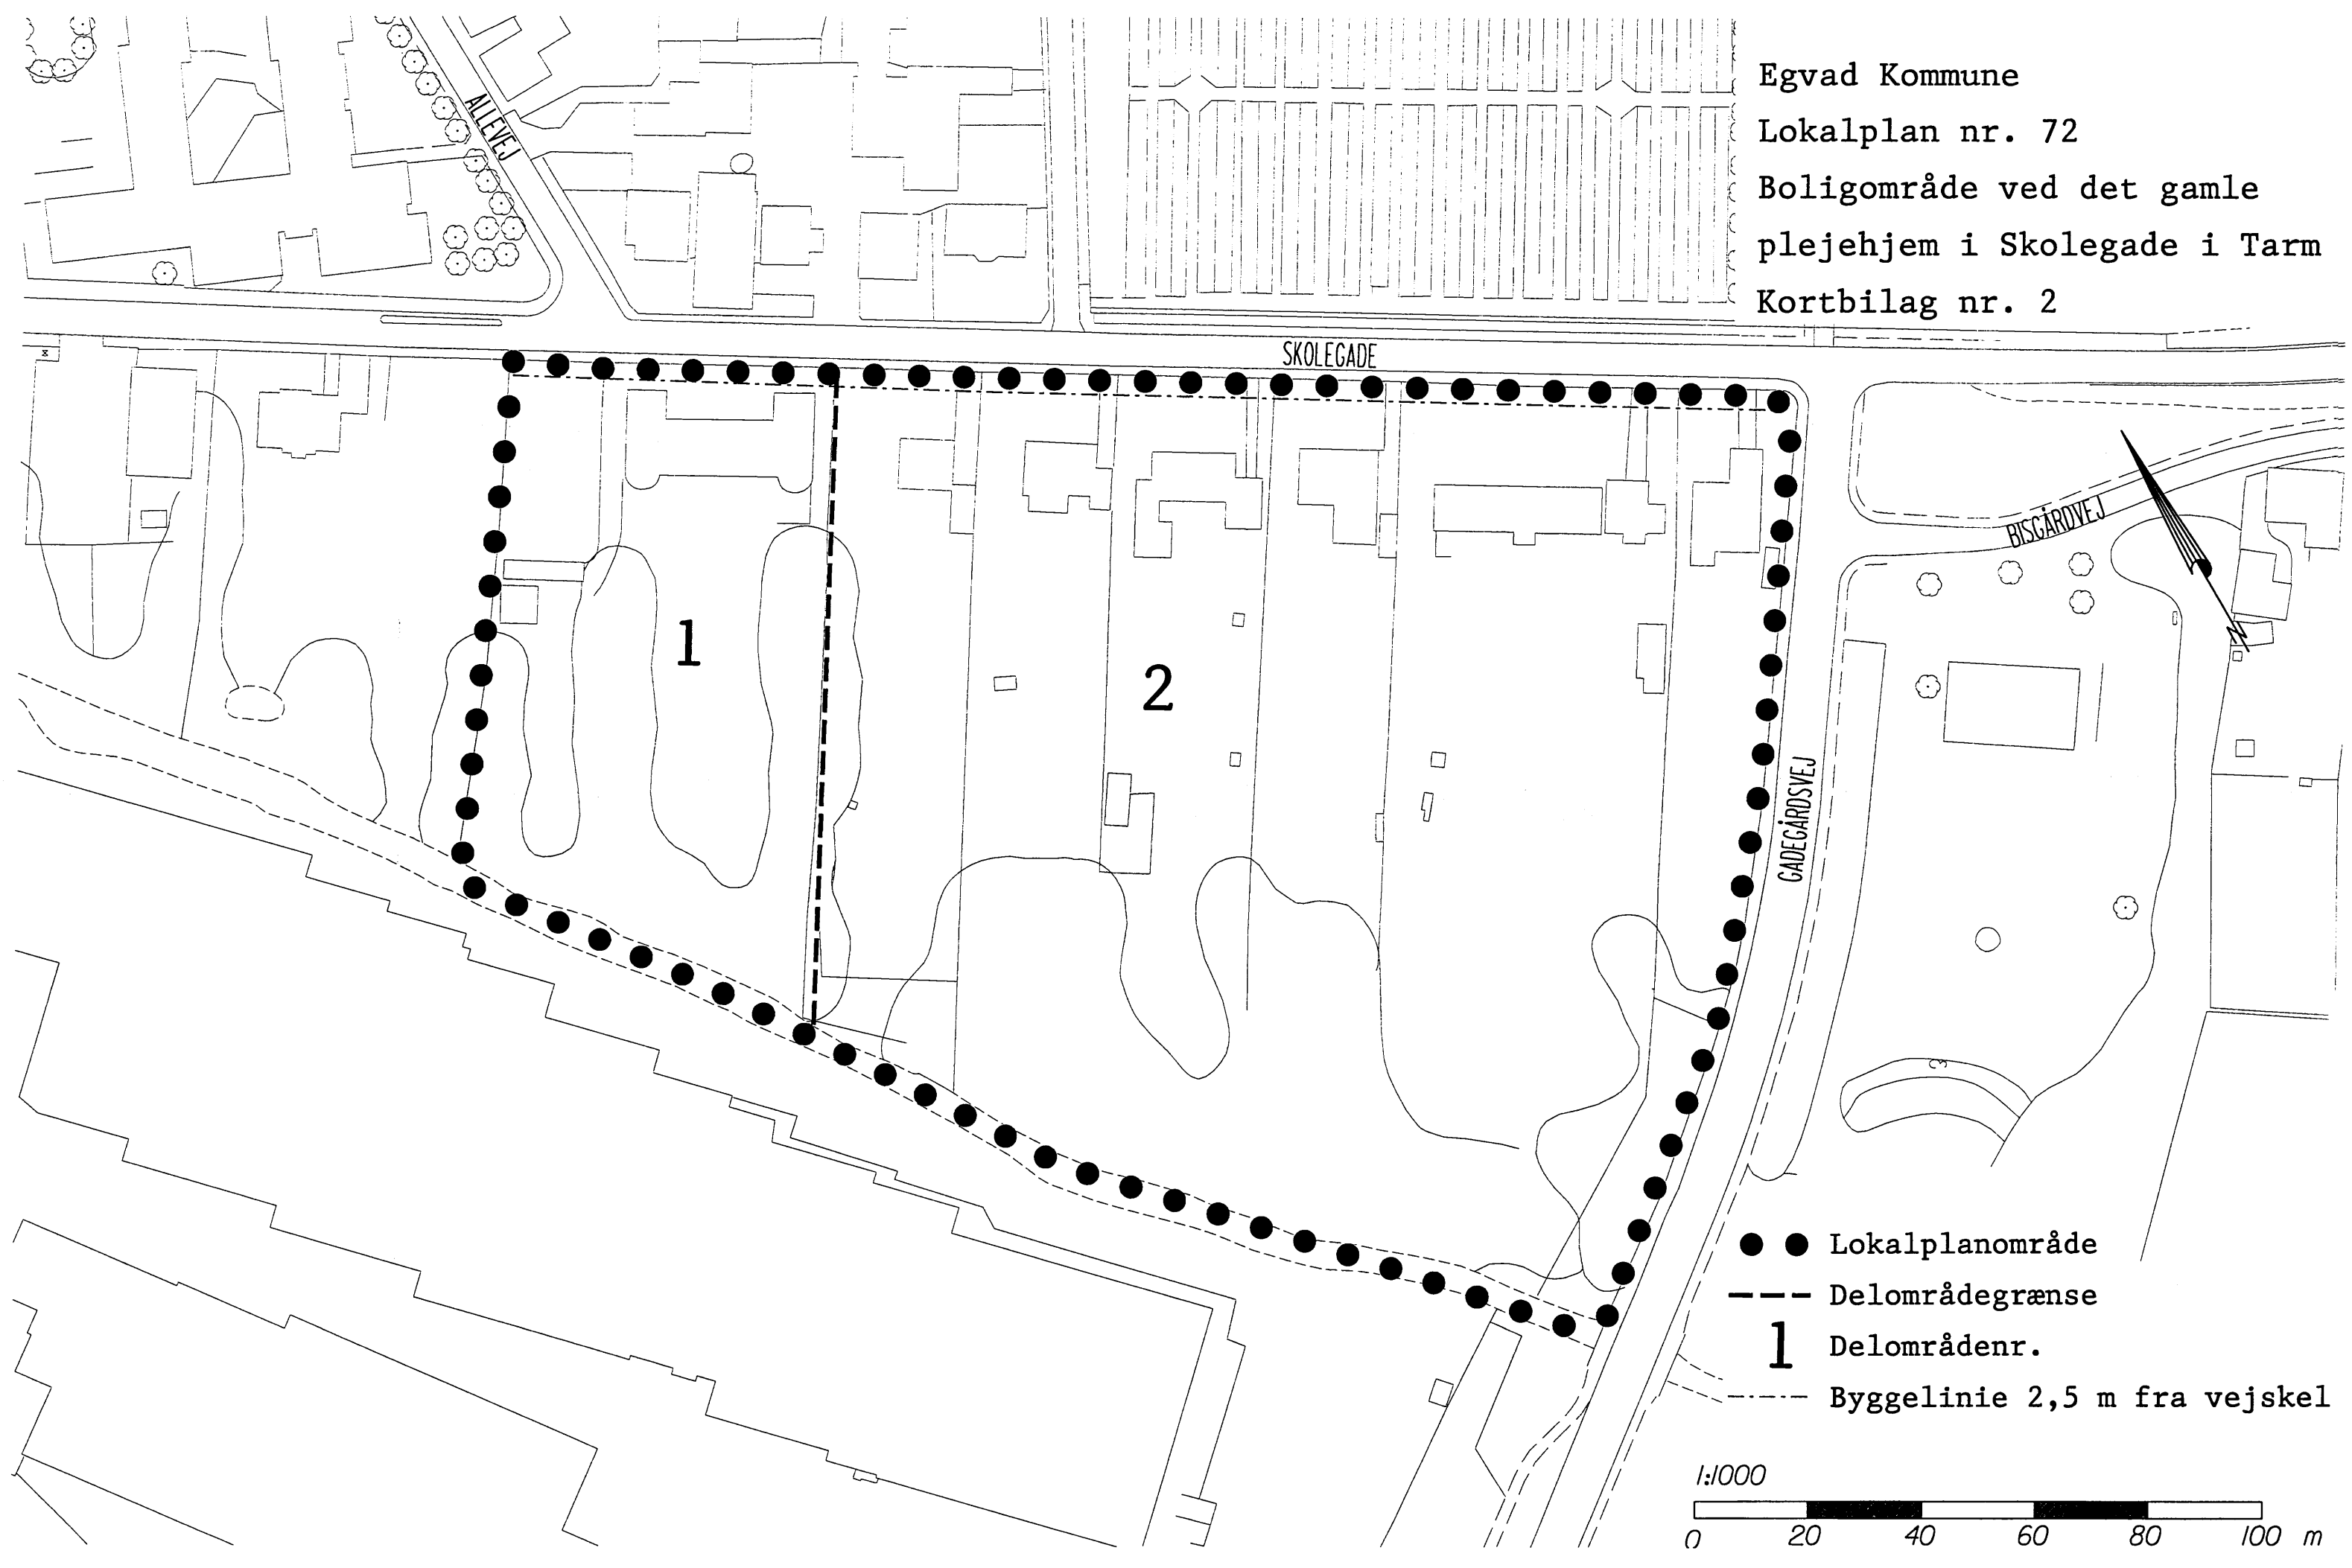 Egvad Kommune
Lokalplan nr. 72
Boligområde ved det gamle
plejehjem i Skolegade i Tarm
Kortbilag nr. 2
ALLEVEJ
SKOLEGADE
BISGÅRDVEJ
N
1
2
GADEGÅRDSVEJ
Lokalplanområde
Delområdegrænse
1 Delområdenr.
Byggelinie 2,5 m fra vejskel
1:1000
0 20 40 60 80 100 m